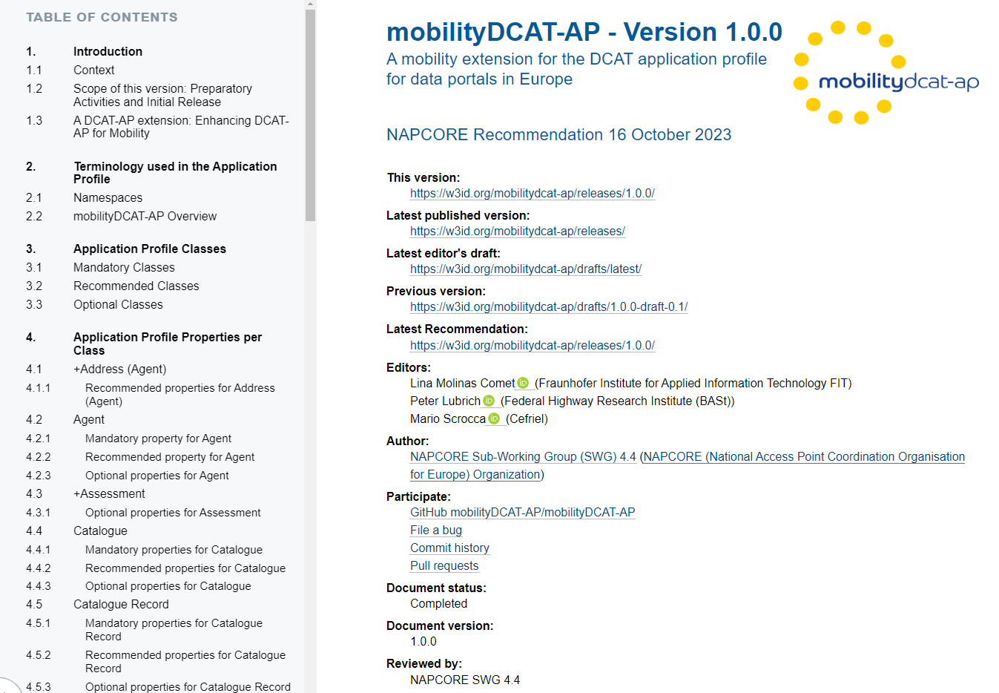 TABLE OF CONTENTS
1. Introduction
1.1 Context
1.2 Scope of this version: Preparatory
Activities and Initial Release
1.3 A DCAT-AP extension: Enhancing DCAT-
AP for Mobility
2. Terminology used in the Application
Profile
2.1 Namespaces
2.2 mobilityDCAT-AP Overview
3. Application Profile Classes
3.1 Mandatory Classes
3.2 Recommended Classes
3.3 Optional Classes
4. Application Profile Properties per
Class
4.1 +Address (Agent)
4.1.1 Recommended properties for Address
(Agent)
4.2 Agent
4.2.1 Mandatory property for Agent
4.2.2 Recommended property for Agent
4.2.3 Optional properties for Agent
4.3 +Assessment
4.3.1 Optional properties for Assessment
4.4 Catalogue
4.4.1 Mandatory properties for Catalogue
4.4.2 Recommended properties for Catalogue
4.4.3 Optional properties for Catalogue
4.5 Catalogue Record
4.5.1 Mandatory properties for Catalogue
Record
4.5.2 Recommended properties for Catalogue
Record
4.5.3 Optional properties for Catalogue Record
mobilityDCAT-AP - Version 1.0.0
A mobility extension for the DCAT application profile
for data portals in Europe
mobilitydcat-ap
NAPCORE Recommendation 16 October 2023
This version:
https://w3id.org/mobilitydcat-ap/releases/1.0.0/
Latest published version:
https://w3id.org/mobilitydcat-ap/releases/
Latest editor's draft:
https://w3id.org/mobilitydcat-ap/drafts/latest/
Previous version:
https://w3id.org/mobilitydcat-ap/drafts/1.0.0-draft-0.1/
Latest Recommendation:
https://w3id.org/mobilitydcat-ap/releases/1.0.0/
Editors:
Lina Molinas Comet iD (Fraunhofer Institute for Applied Information Technology FIT)
Peter Lubrich iD (Federal Highway Research Institute (BASt))
Mario Scrocca iD (Cefriel)
Author:
NAPCORE Sub-Working Group (SWG) 4.4 (NAPCORE (National Access Point Coordination Organisation
for Europe) Organization)
Participate:
GitHub mobilityDCAT-AP/mobilityDCAT-AP
File a bug
Commit history
Pull requests
Document status:
Completed
Document version:
1.0.0
Reviewed by:
NAPCORE SWG 4.4